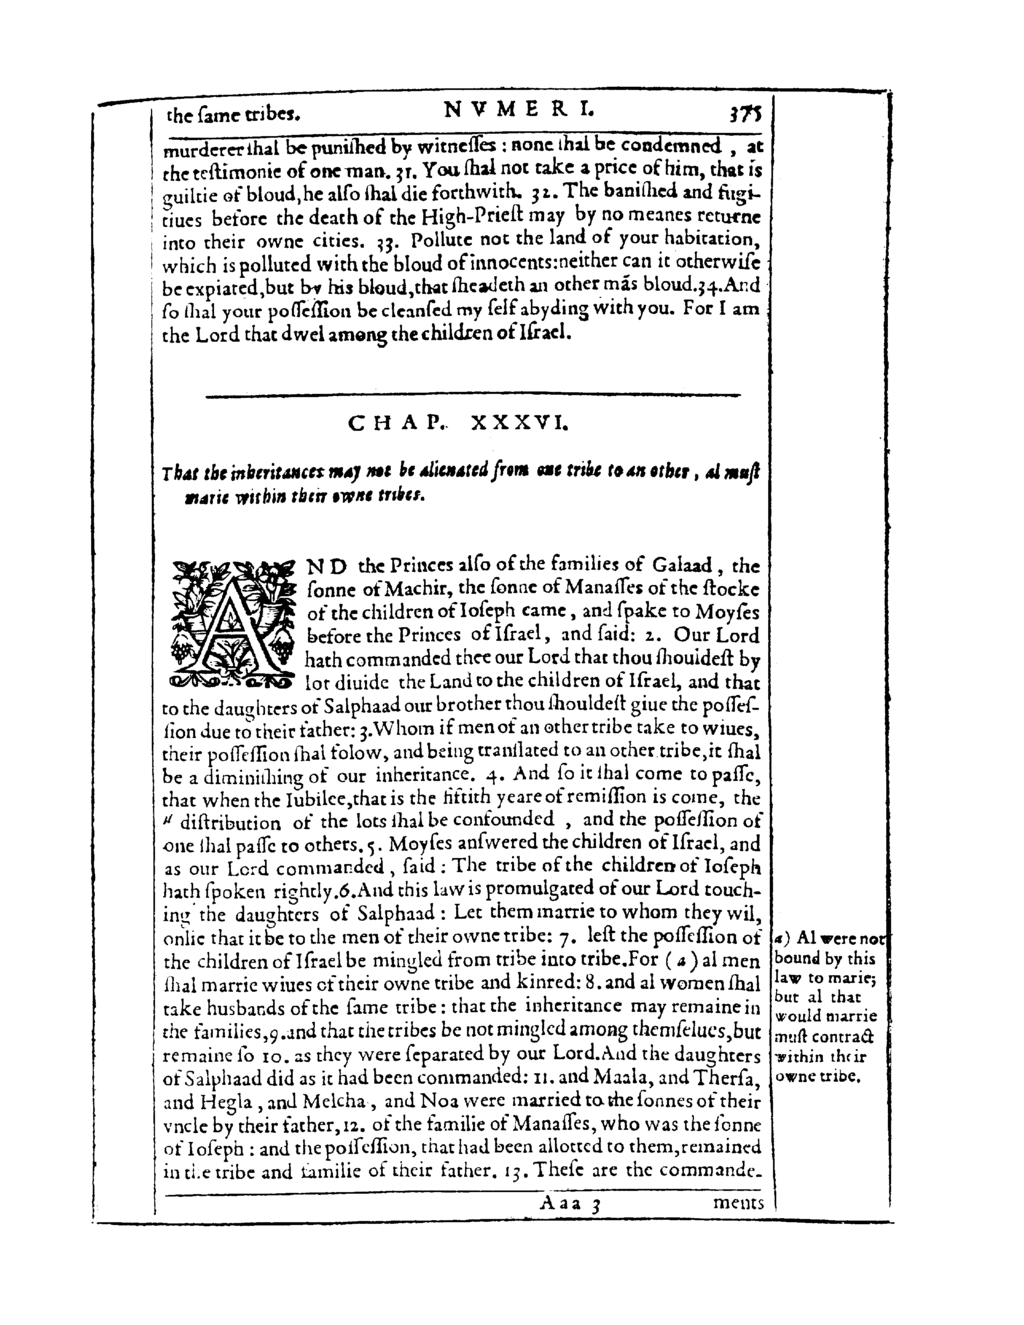 the ſame tribes. NVMERI. 375
murderer ſhal be puniſhed by witneſſes : none ſhal be condemned , at
the teſtimonie of one man. 31. You ſhal not take a price of him, that is
guiltie of bloud,he alſo ſhal die forthwith. 32. The baniſhed and fugi-
tiues before the death of the High-Prieſt may by no meanes returne
into their owne cities. 33. Pollute not the land of your habitation,
which is polluted with the bloud of innocents:neither can it otherwiſe
be expiated,but by his bloud,that ſheadeth an other mãs bloud.34.And
ſo ſhal your poſſeſſion be cleanſed my ſelf abyding with you. For I am
the Lord that dwel among the children of Iſrael.
CHAP. XXXVI.
That the inheritances may not be alienated from one tribe to an other , al muſt
marie within their owne tribes.
AND the Princes alſo of the families of Galaad , the
ſonne of Machir, the ſonne of Manaſſes of the ſtocke
of the children of Ioſeph came , and ſpake to Moyſes
before the Princes of Iſrael , and ſaid: 2. Our Lord
hath commanded thee our Lord that thou ſhouldeſt by
lot diuide the Land to the children of Iſrael, and that
to the daughters of Salphaad our brother thou ſhouldeſt giue the poſſeſ-
ſion due to their father: 3.Whom if men of an other tribe take to wiues,
their poſſeſſion ſhal folow, and being tranſlated to an other tribe,it ſhal
be a diminiſhing of our inheritance. 4. And ſo it ſhal come to paſſe,
that when the Iubilee,that is the fiftith yeare of remiſſion is come, the
" diſtribution of the lots ſhal be confounded , and the poſſeſſion of
one ſhal paſſe to others. 5. Moyſes anſwered the children of Iſrael, and
as our Lord commanded , ſaid : The tribe of the children of Ioſeph
hath ſpoken rightly.6.And this law is promulgated of our Lord touch-
ing the daughters of Salphaad : Let them marrie to whom they wil,
onlie that it be to the men of their owne tribe: 7. leſt the poſſeſſion of
the children of Iſrael be mingled from tribe into tribe.For ( a ) al men
ſhal marrie wiues of their owne tribe and kinred: 8. and al women ſhal
take husbands of the ſame tribe : that the inheritance may remaine in
the families,9.and that the tribes be not mingled among themſelues,but
remaine ſo 10. as they were ſeparated by our Lord.And the daughters
of Salphaad did as it had been commanded: 11. and Maala, and Therſa,
and Hegla , and Melcha , and Noa were married to the ſonnes of their
vncle by their father,12. of the familie of Manaſſes, who was the ſonne
of Ioſeph : and the poſſeſſion, that had been allotted to them,remained
in the tribe and familie of their father. 13. Theſe are the commande-
Aaa 3 ments
a) Al were not
bound by this
law to marie;
but al that
would marrie
muſt contract
within their
owne tribe.